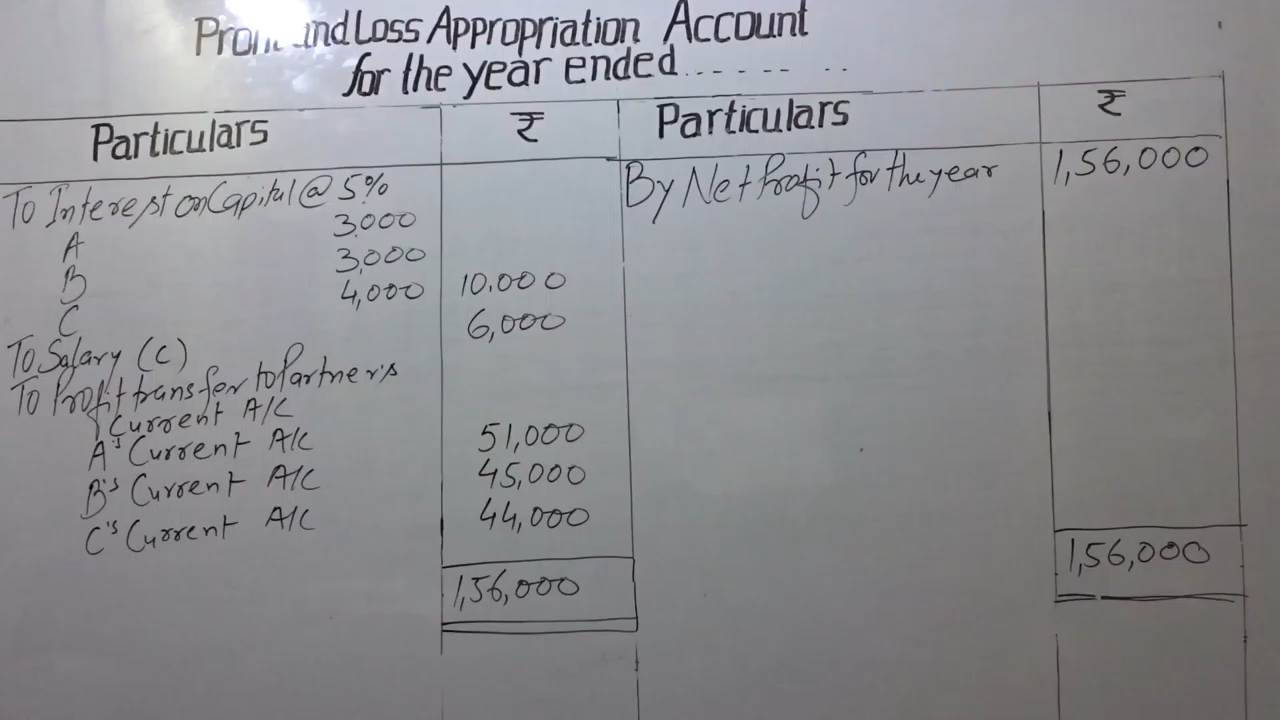 and Loss Appropriation Account
for the year ended........
Particulars ₹ Particulars ₹
To Interest on Capital @ 5% By Net Profit for the year 1,56,000
A 3,000
B 3,000
C 4,000 10,000
To Salary (C) 6,000
To Profit transfer to Partner's
Current A/C
A's Current A/C 51,000
B's Current A/C 45,000
C's Current A/C 44,000
1,56,000 1,56,000